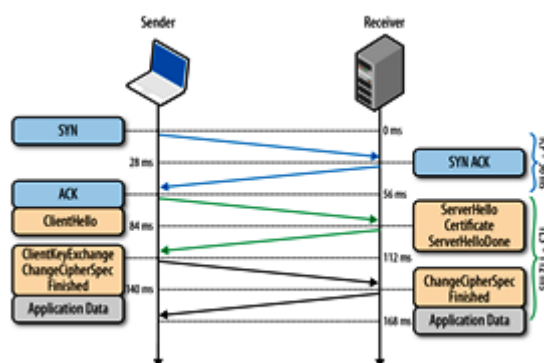 Sender
Receiver
SYN
0 ms
28 ms
SYN ACK
ACK
56 ms
ClientHello
84 ms
ServerHello
Certificate
ServerHelloDone
ClientKeyExchange
ChangeCipherSpec
Finished
112 ms
140 ms
ChangeCipherSpec
Finished
Application Data
168 ms
Application Data